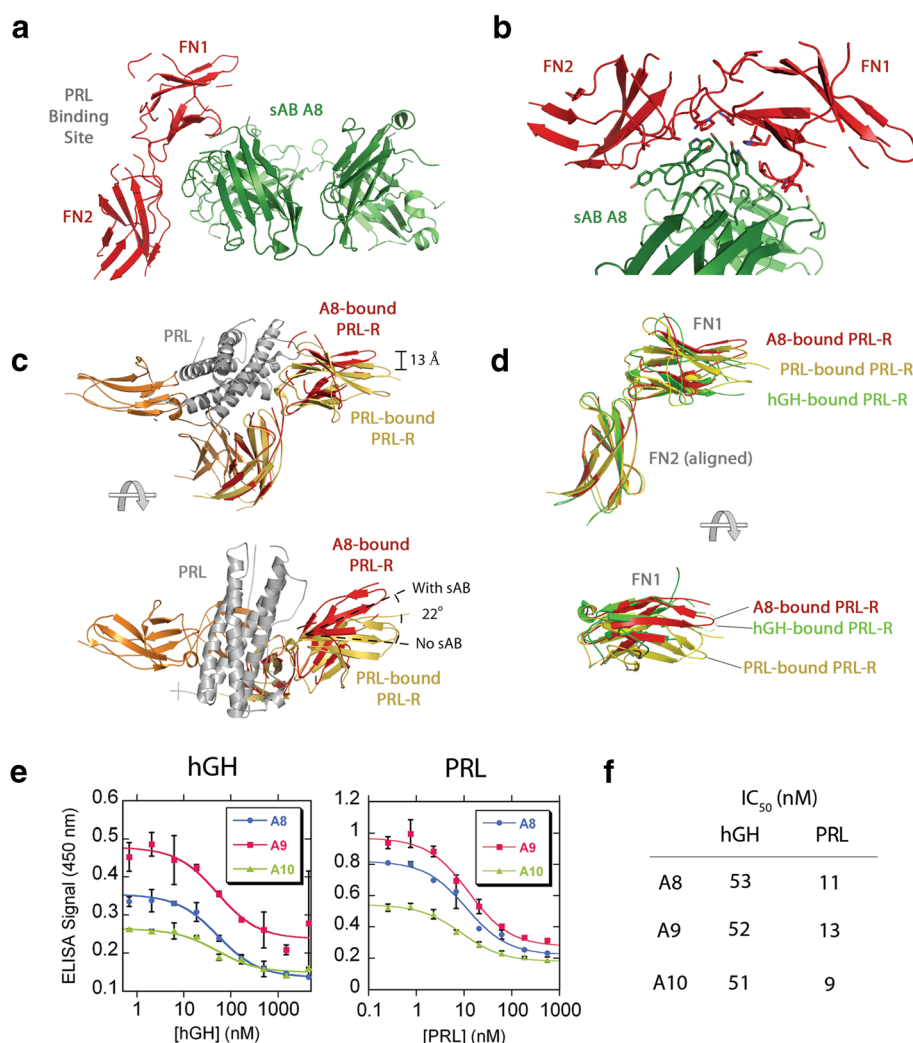 a
FN1
PRL
Binding
Site
sAB A8
FN2
b
FN2
FN1
sAB A8
c
PRL
A8-bound
PRL-R
13 Å
PRL-bound
PRL-R
PRL
A8-bound
PRL-R
With sAB
22°
No sAB
PRL-bound
PRL-R
d
FN1
A8-bound PRL-R
PRL-bound PRL-R
hGH-bound PRL-R
FN2 (aligned)
FN1
A8-bound PRL-R
hGH-bound PRL-R
PRL-bound PRL-R
e
hGH
ELISA Signal (450 nm)
0.6
0.5
0.4
0.3
0.2
0.1
A8
A9
A10
1 10 100 1000
[hGH] (nM)
PRL
1.2
1
0.8
0.6
0.4
0.2
0
A8
A9
A10
0.1 1 10 100 1000
[PRL] (nM)
f
IC50 (nM)
hGH PRL
A8 53 11
A9 52 13
A10 51 9